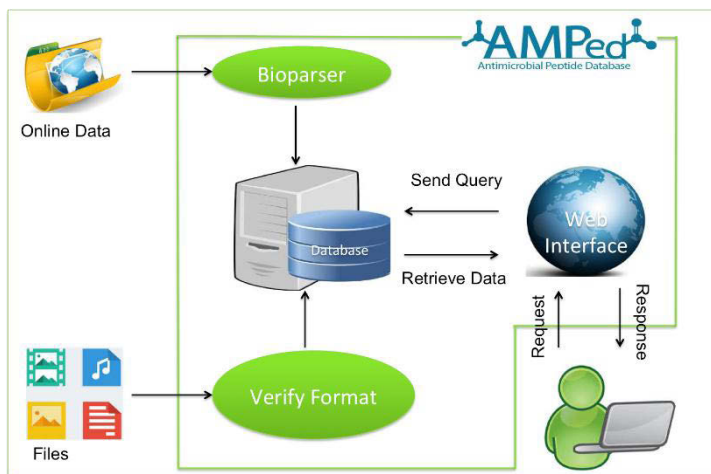 AMPed
Antimicrobial Peptide Database
Bioparser
Online Data
Send Query
Database
Web
Interface
Retrieve Data
Request
Response
Verify Format
Files